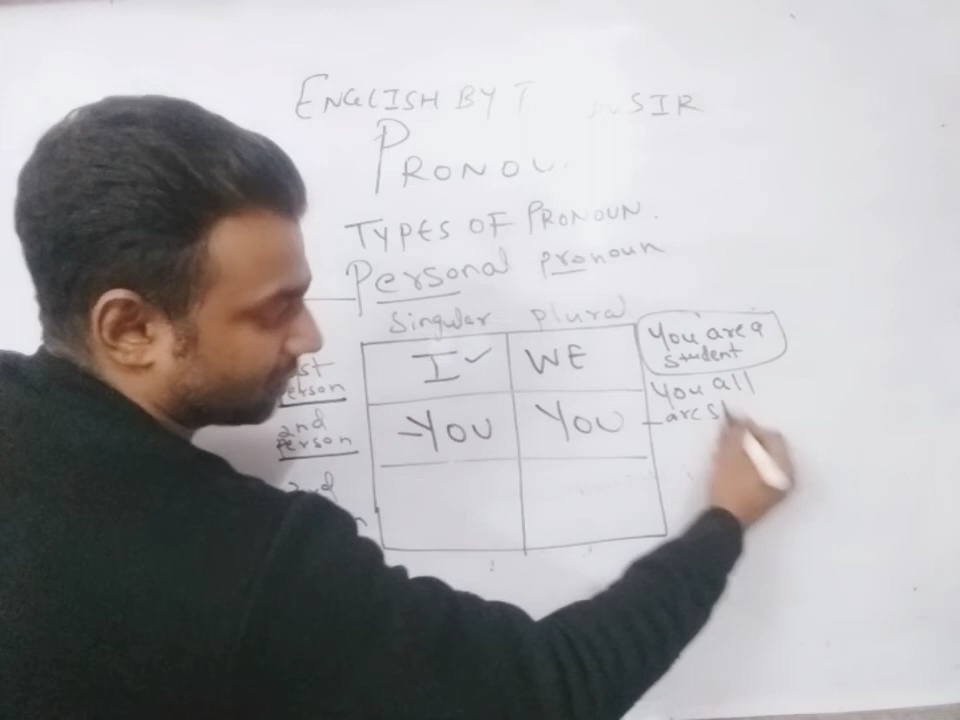 ENGLISH BY T SIR
PRONOU
TYPES OF PRONOUN.
Personal pronoun
Singular plural
1st person I ✓ WE
You are a student
2nd person -YOU YOU
You all are s